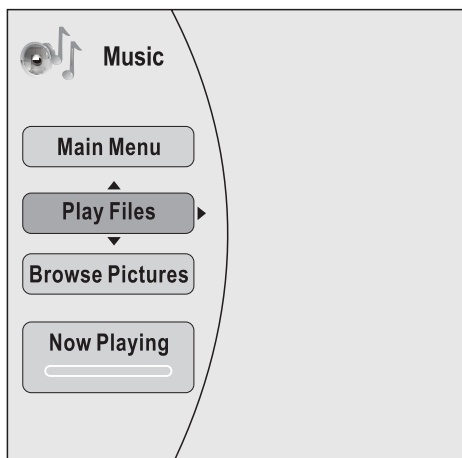 Music
Main Menu
Play Files
Browse Pictures
Now Playing